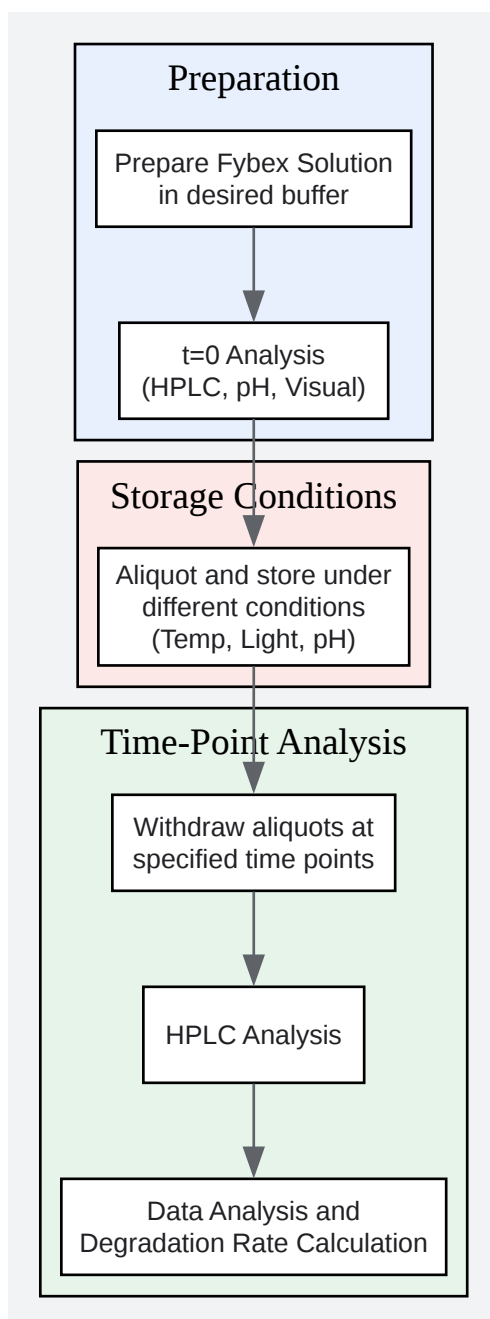 Preparation
Prepare Fybex Solution
in desired buffer
t=0 Analysis
(HPLC, pH, Visual)
Storage Conditions
Aliquot and store under
different conditions
(Temp, Light, pH)
Time-Point Analysis
Withdraw aliquots at
specified time points
HPLC Analysis
Data Analysis and
Degradation Rate Calculation